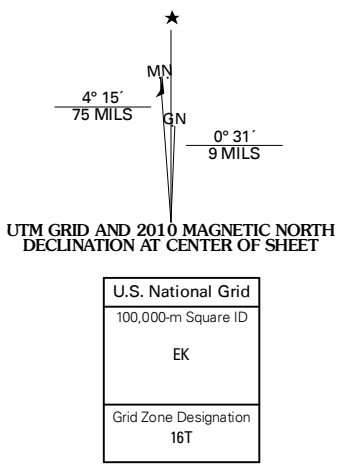 ★
MN
4° 15´
75 MILS
GN
0° 31´
9 MILS
UTM GRID AND 2010 MAGNETIC NORTH
DECLINATION AT CENTER OF SHEET
U.S. National Grid
100,000-m Square ID
EK
Grid Zone Designation
16T